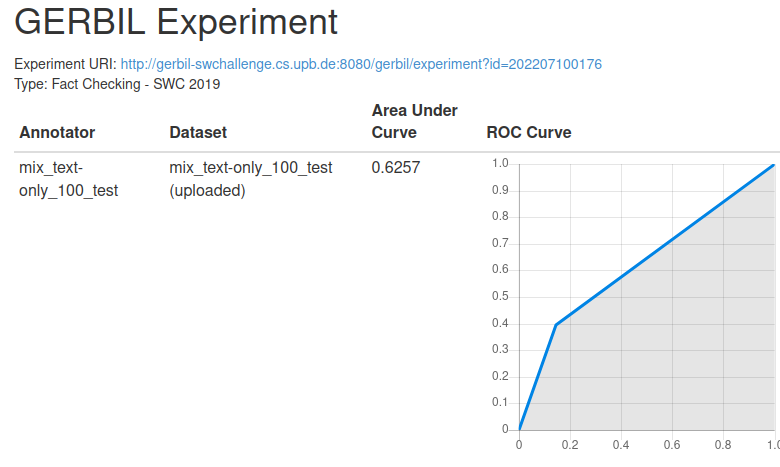 GERBIL Experiment
Experiment URI: http://gerbil-swchallenge.cs.upb.de:8080/gerbil/experiment?id=202207100176
Type: Fact Checking - SWC 2019
Annotator Dataset Area Under Curve ROC Curve
mix_text-only_100_test mix_text-only_100_test (uploaded) 0.6257
1.0
0.9
0.8
0.7
0.6
0.5
0.4
0.3
0.2
0.1
0
0 0.2 0.4 0.6 0.8 1.0